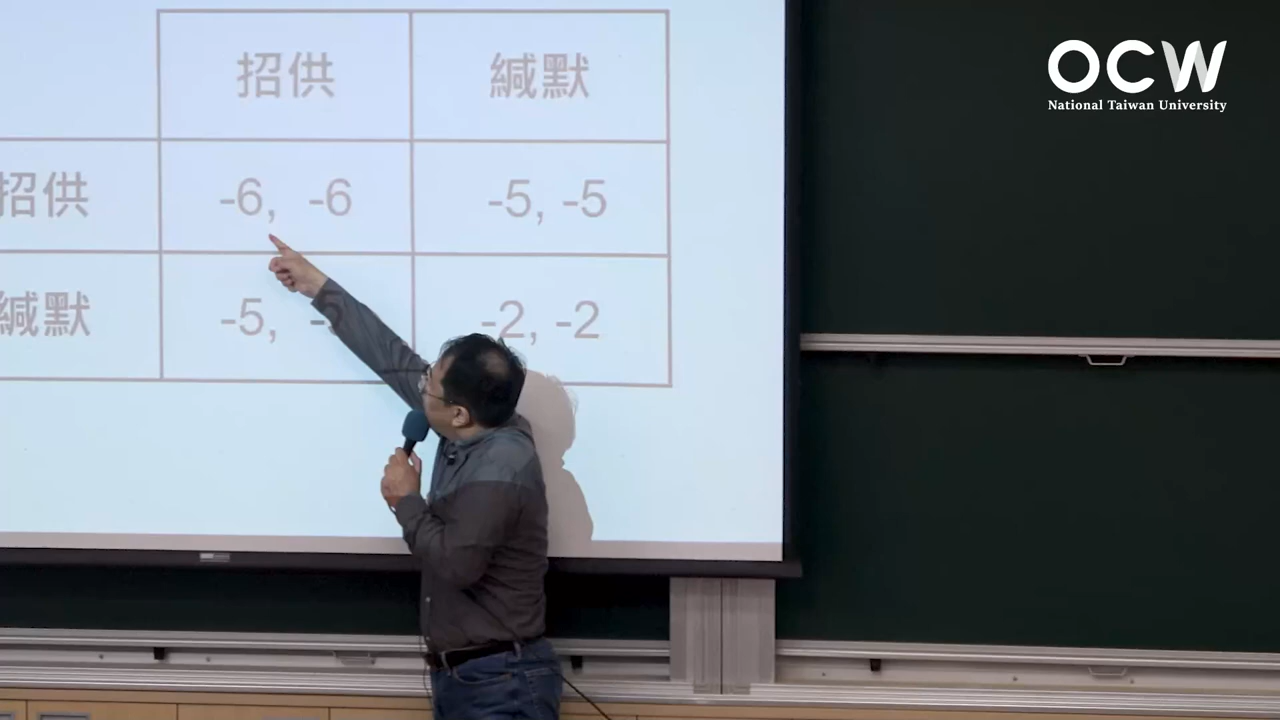 OCW
National Taiwan University
招供 緘默
招供 -6, -6 -5, -5
緘默 -5, -2, -2